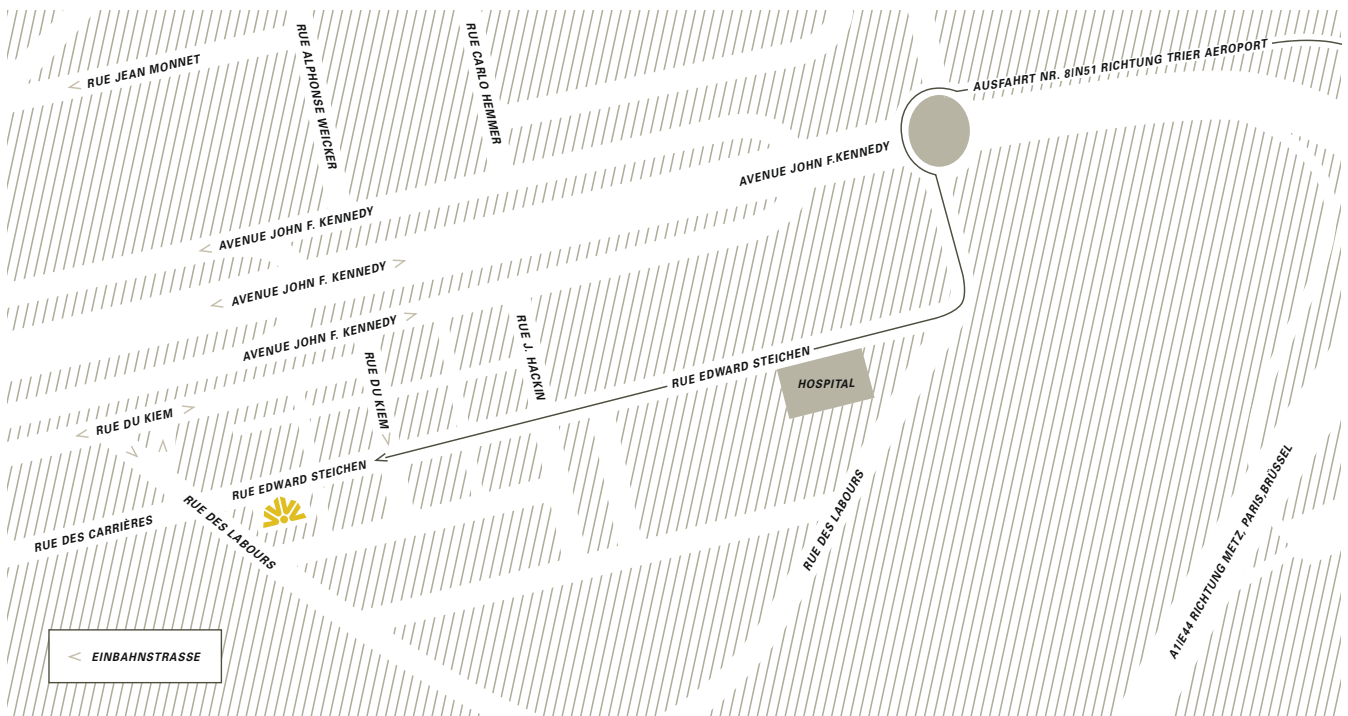 RUE JEAN MONNET
RUE ALPHONSE WEICKER
RUE CARLO HEMMER
AUSFAHRT NR. 8|N51 RICHTUNG TRIER AEROPORT
AVENUE JOHN F.KENNEDY
AVENUE JOHN F. KENNEDY
AVENUE JOHN F. KENNEDY
AVENUE JOHN F. KENNEDY
RUE J. HACKIN
RUE DU KIEM
RUE EDWARD STEICHEN
HOSPITAL
RUE DU KIEM
RUE EDWARD STEICHEN
RUE DES LABOURS
RUE DES CARRIÈRES
RUE DES LABOURS
A1|E44 RICHTUNG METZ, PARIS,BRÜSSEL
EINBAHNSTRASSE